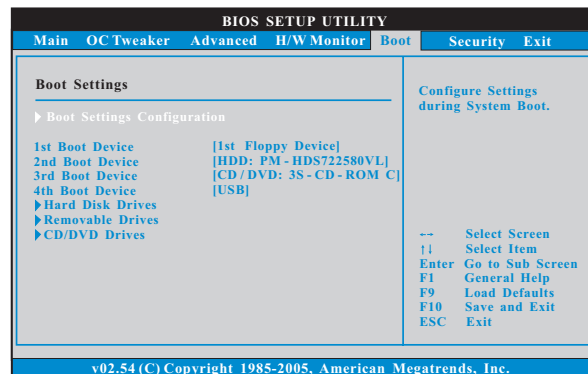 BIOS SETUP UTILITY
Main OC Tweaker Advanced H/W Monitor Boot Security Exit
Boot Settings
Boot Settings Configuration
1st Boot Device [1st Floppy Device]
2nd Boot Device [HDD: PM - HDS722580VL]
3rd Boot Device [CD / DVD: 3S - CD - ROM C]
4th Boot Device [USB]
Hard Disk Drives
Removable Drives
CD/DVD Drives
Configure Settings
during System Boot.
←→ Select Screen
↑↓ Select Item
Enter Go to Sub Screen
F1 General Help
F9 Load Defaults
F10 Save and Exit
ESC Exit
v02.54 (C) Copyright 1985-2005, American Megatrends, Inc.